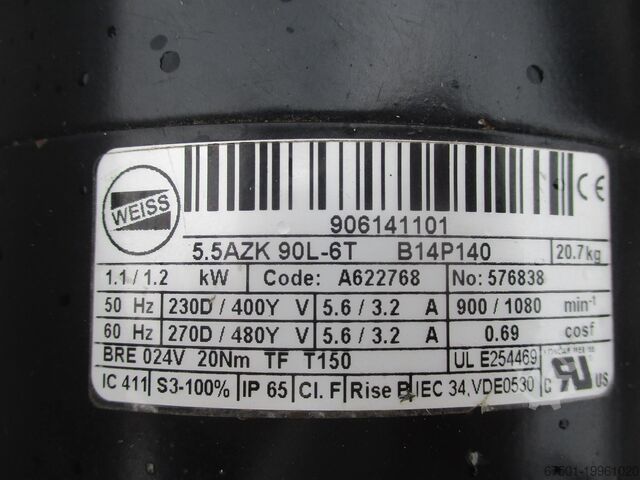 WEISS
906141101
CE
5.5AZK 90L-6T B14P140 20.7kg
1.1/1.2 kW Code: A622768 No: 576838
50 Hz 230D/400Y V 5.6/3.2 A 900/1080 min-1
60 Hz 270D/480Y V 5.6/3.2 A 0.69 cosf
BRE 024V 20Nm TF T150 UL E254469
IC 411 S3-100% IP 65 Cl. F Rise B IEC 34,VDE0530 C US
67501-19961020